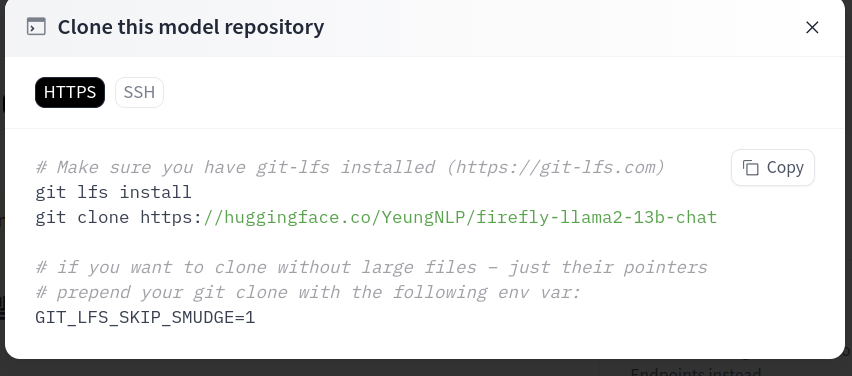 Clone this model repository
HTTPS SSH
# Make sure you have git-lfs installed (https://git-lfs.com)
Copy
git lfs install
git clone https://huggingface.co/YeungNLP/firefly-llama2-13b-chat
# if you want to clone without large files – just their pointers
# prepend your git clone with the following env var:
GIT_LFS_SKIP_SMUDGE=1
Endpoints instead